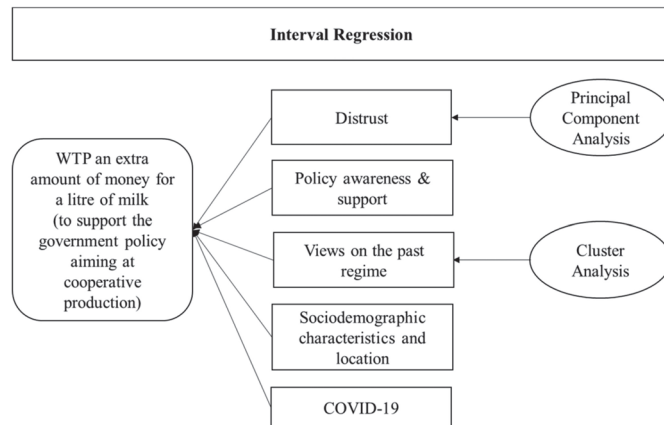 Interval Regression
WTP an extra
amount of money for
a litre of milk
(to support the
government policy
aiming at
cooperative
production)
Distrust
Policy awareness &
support
Views on the past
regime
Sociodemographic
characteristics and
location
COVID-19
Principal
Component
Analysis
Cluster
Analysis